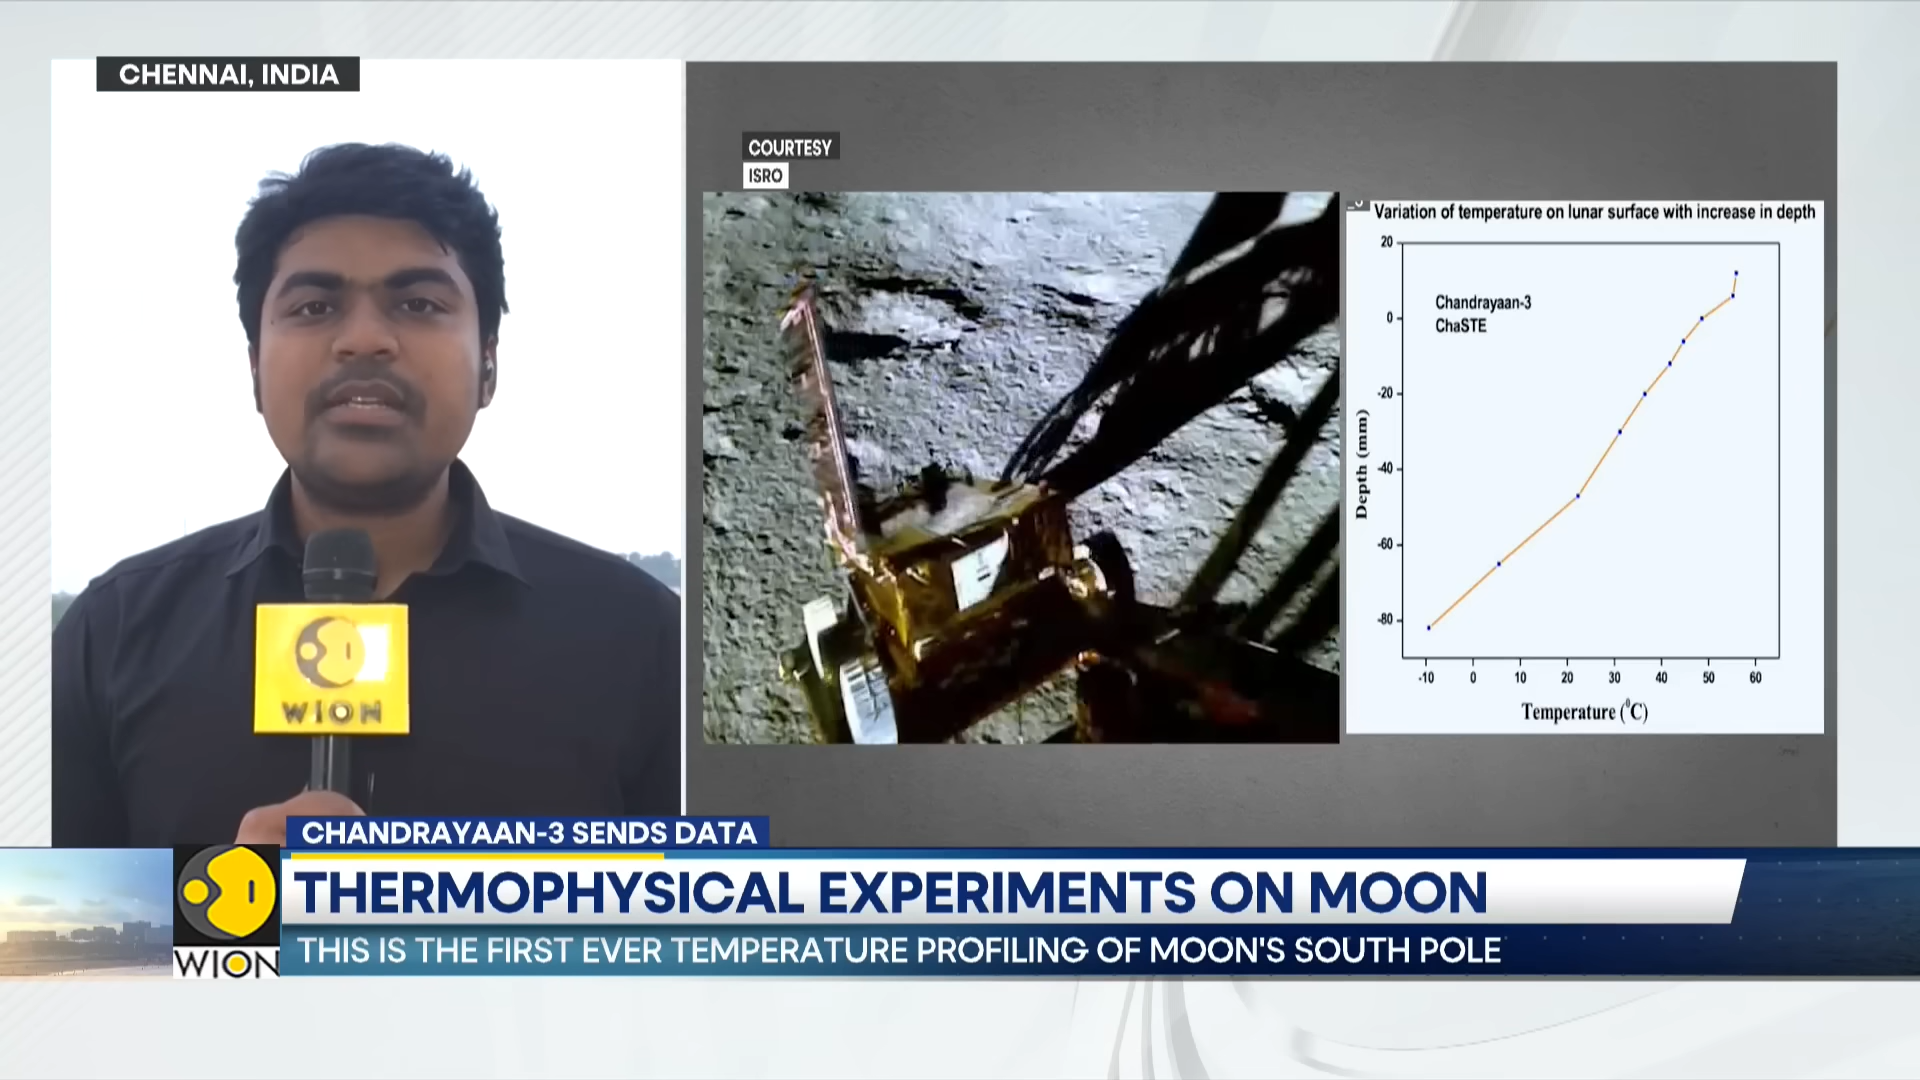 CHENNAI, INDIA
COURTESY
ISRO
Variation of temperature on lunar surface with increase in depth
20
0
-20
-40
-60
-80
Depth (mm)
Chandrayaan-3
ChaSTE
-10 0 10 20 30 40 50 60
Temperature (⁰C)
WION
CHANDRAYAAN-3 SENDS DATA
THERMOPHYSICAL EXPERIMENTS ON MOON
THIS IS THE FIRST EVER TEMPERATURE PROFILING OF MOON'S SOUTH POLE
WION